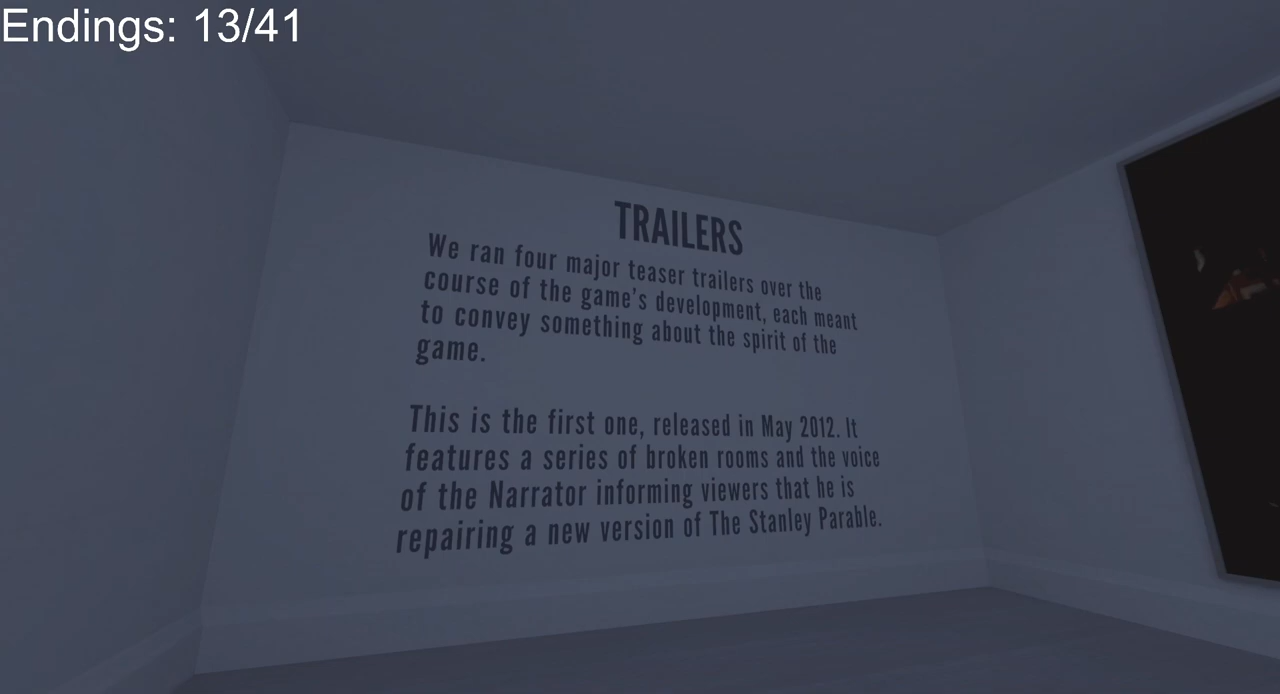 Endings: 13/41
TRAILERS
We ran four major teaser trailers over the
course of the game's development, each meant
to convey something about the spirit of the
game.
This is the first one, released in May 2012. It
features a series of broken rooms and the voice
of the Narrator informing viewers that he is
repairing a new version of The Stanley Parable.